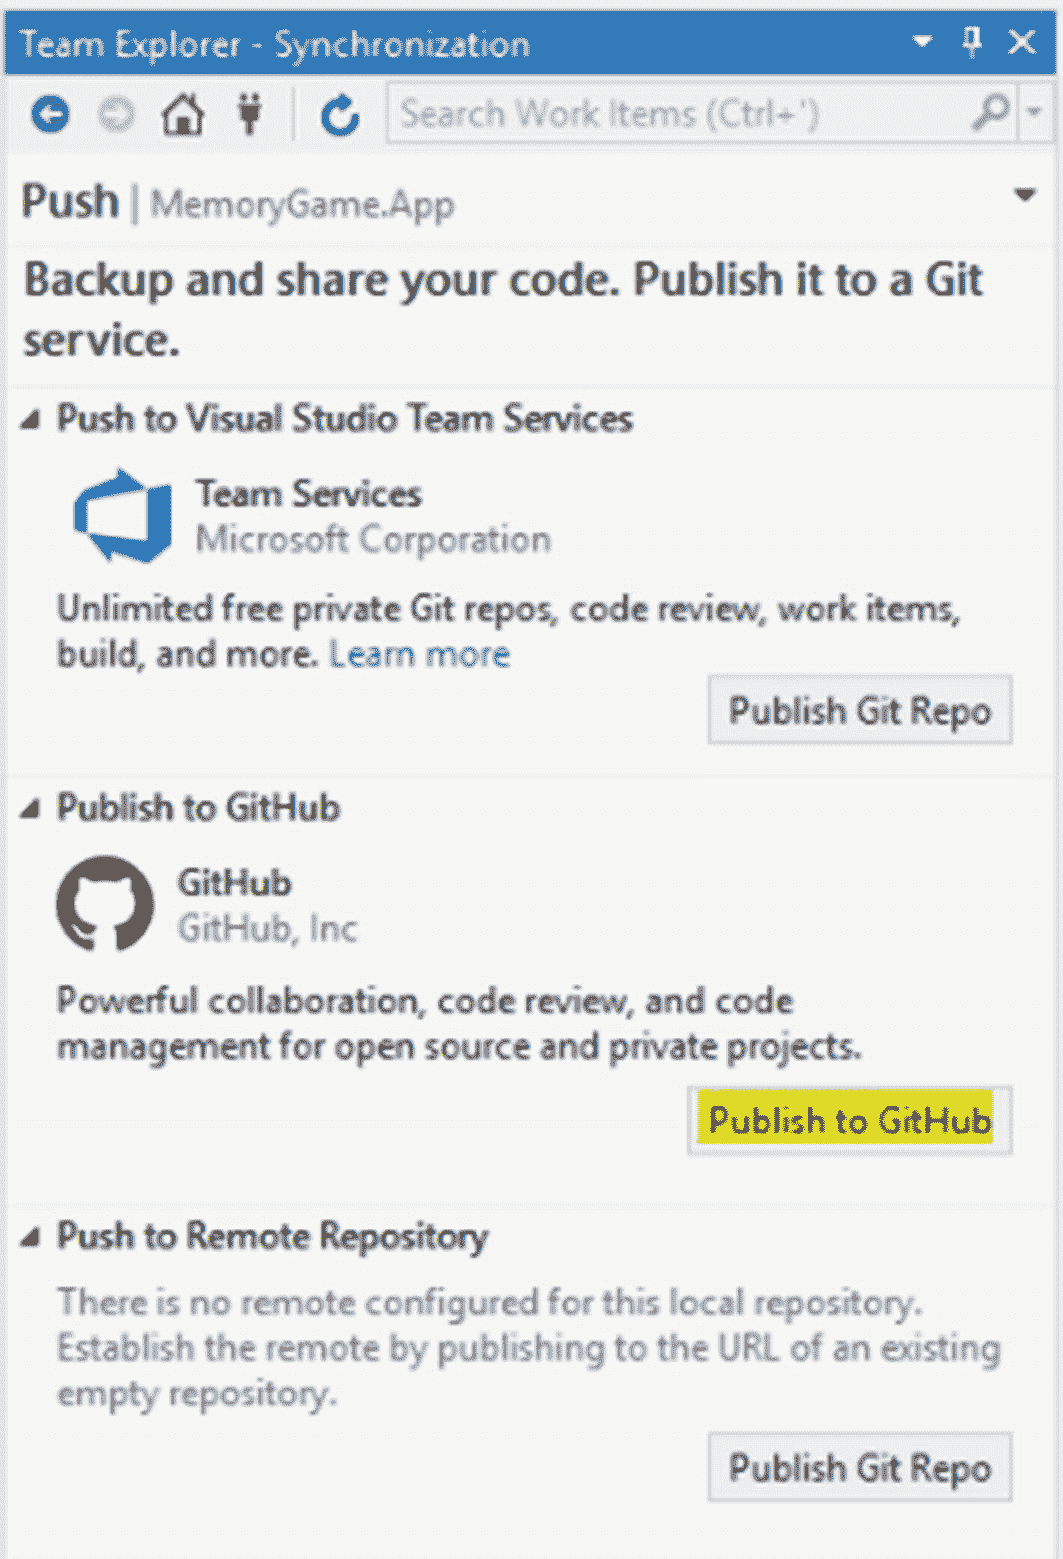 Team Explorer - Synchronization
Search Work Items (Ctrl+')
Push | MemoryGame.App
Backup and share your code. Publish it to a Git
service.
Push to Visual Studio Team Services
Team Services
Microsoft Corporation
Unlimited free private Git repos, code review, work items,
build, and more. Learn more
Publish Git Repo
Publish to GitHub
GitHub
GitHub, Inc
Powerful collaboration, code review, and code
management for open source and private projects.
Publish to GitHub
Push to Remote Repository
There is no remote configured for this local repository.
Establish the remote by publishing to the URL of an existing
empty repository.
Publish Git Repo